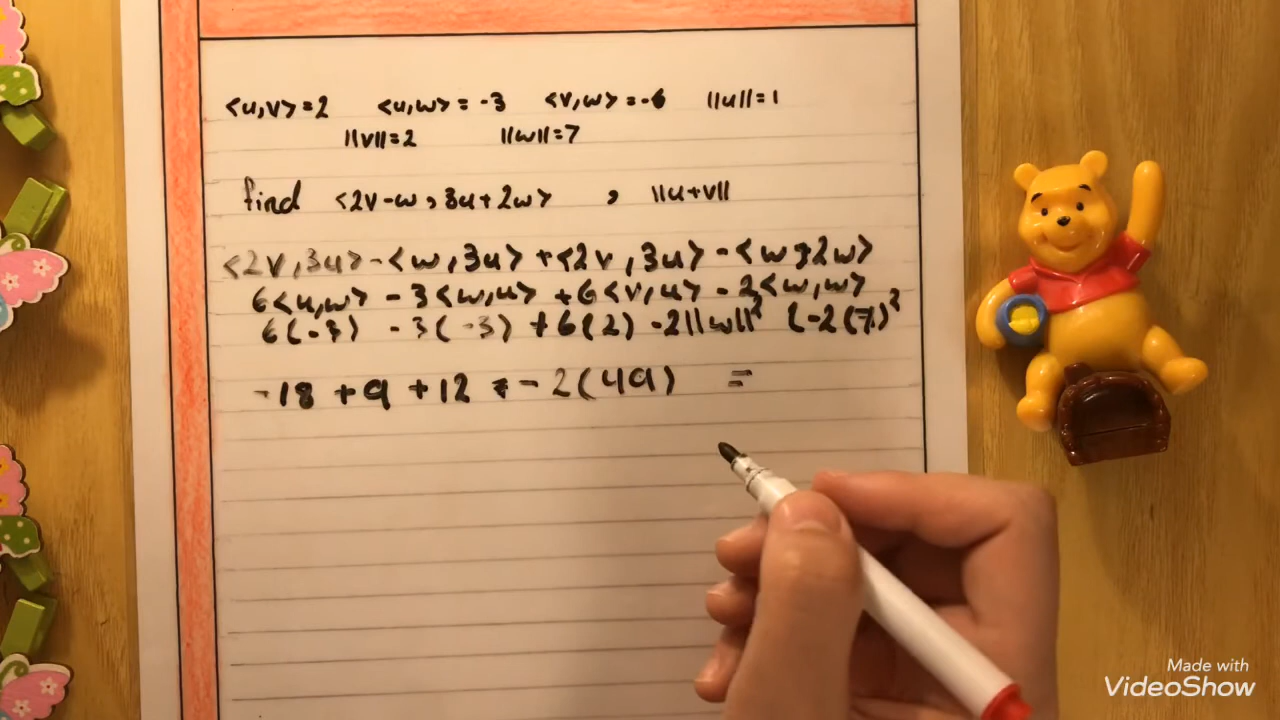 <u,v>=2 <u,w>=-3 <v,w>=-6 ||u||=1
||v||=2 ||w||=7
find <2v-w,3u+2w> , ||u+v||
<2v,3u>-<w,3u>+<2v,3u>-<w,2w>
6<u,w> -3<w,u> +6<v,u> -2<w,w>
6(-3) -3(-3) +6(2) -2||w||² (-2(7)²
-18+9+12 - 2(49) =
Made with
VideoShow